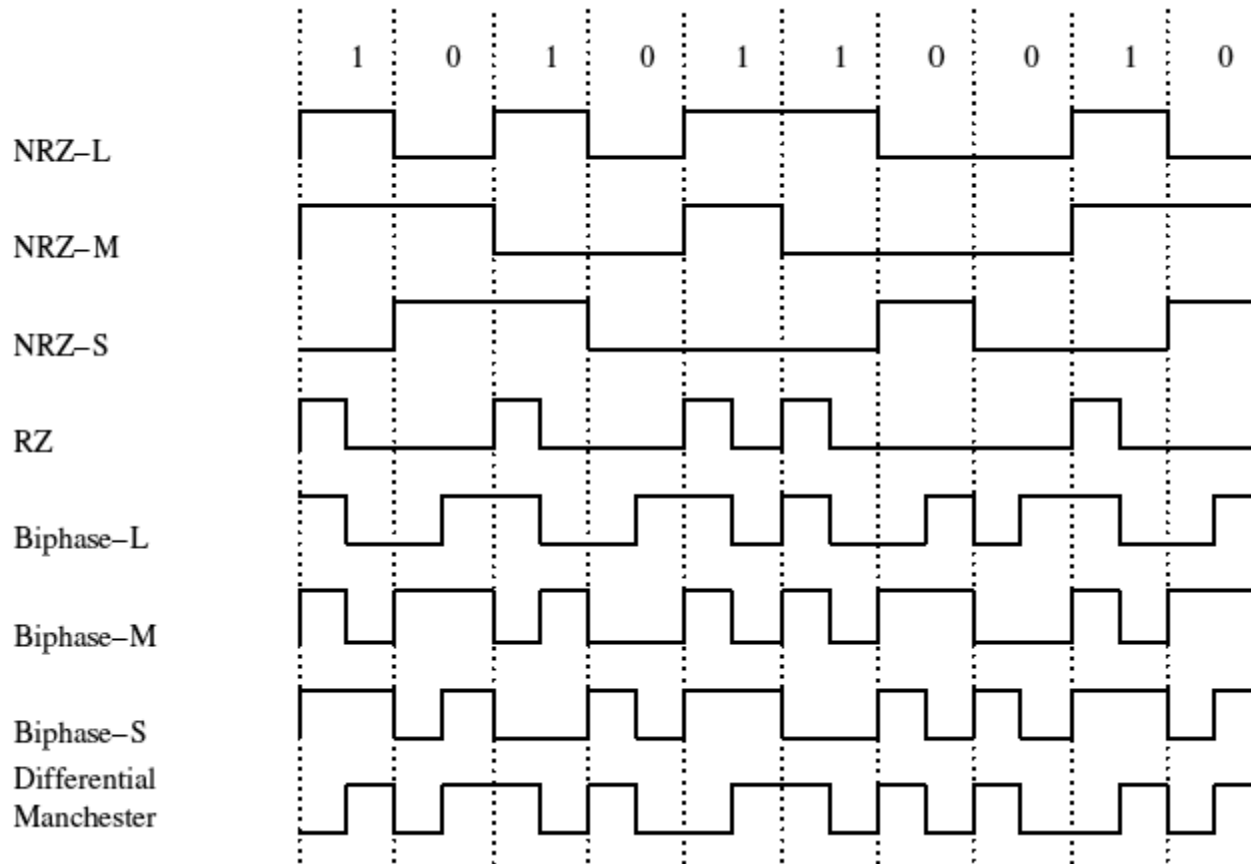 1 0 1 0 1 1 0 0 1 0
NRZ–L
NRZ–M
NRZ–S
RZ
Biphase–L
Biphase–M
Biphase–S
Differential
Manchester